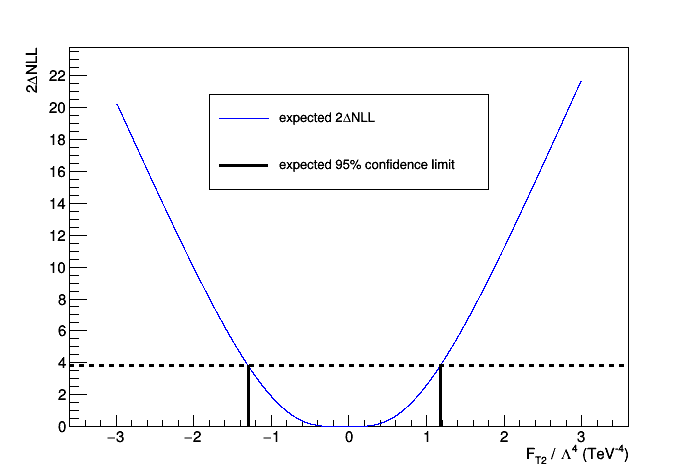 2ΔNLL
22
20
18
16
14
12
10
8
6
4
2
0
expected 2ΔNLL
expected 95% confidence limit
−3 −2 −1 0 1 2 3
F_T2 / Λ^4 (TeV^-4)